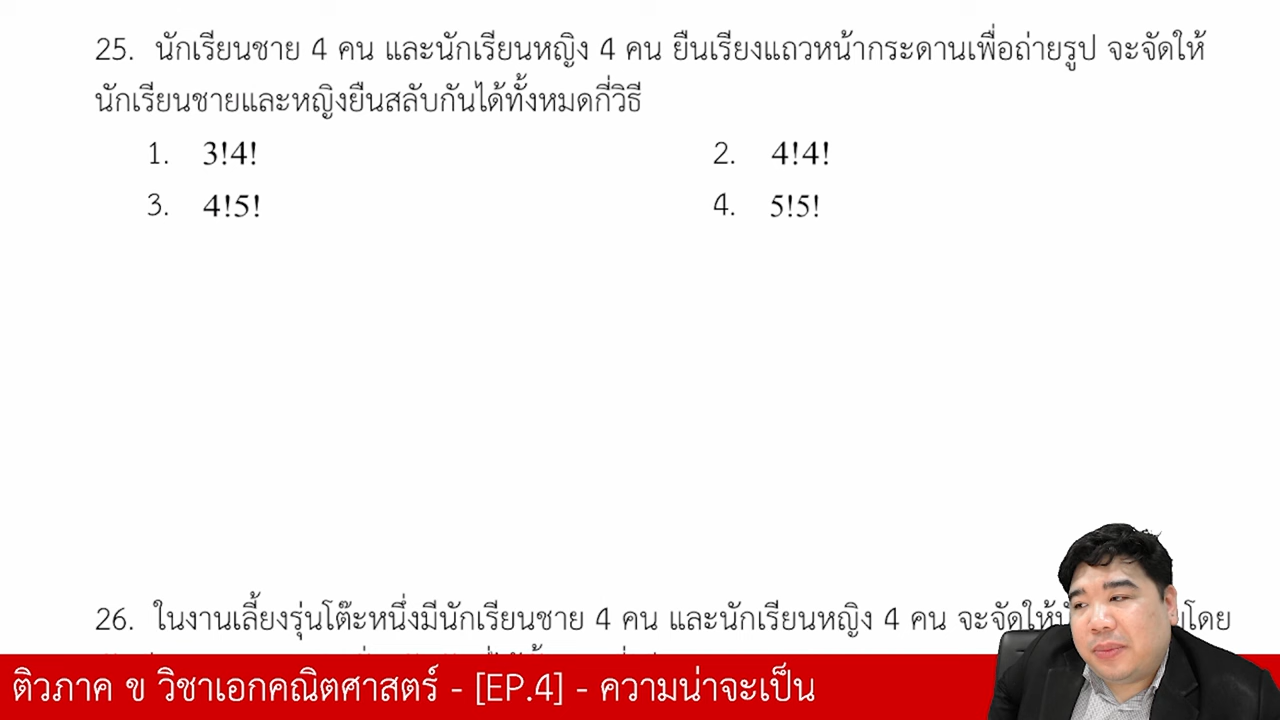 25. นักเรียนชาย 4 คน และนักเรียนหญิง 4 คน ยืนเรียงแถวหน้ากระดานเพื่อถ่ายรูป จะจัดให้
นักเรียนชายและหญิงยืนสลับกันได้ทั้งหมดกี่วิธี
1. 3!4! 2. 4!4!
3. 4!5! 4. 5!5!
26. ในงานเลี้ยงรุ่นโต๊ะหนึ่งมีนักเรียนชาย 4 คน และนักเรียนหญิง 4 คน จะจัดให้ โดย
ติวภาค ข วิชาเอกคณิตศาสตร์ - [EP.4] - ความน่าจะเป็น